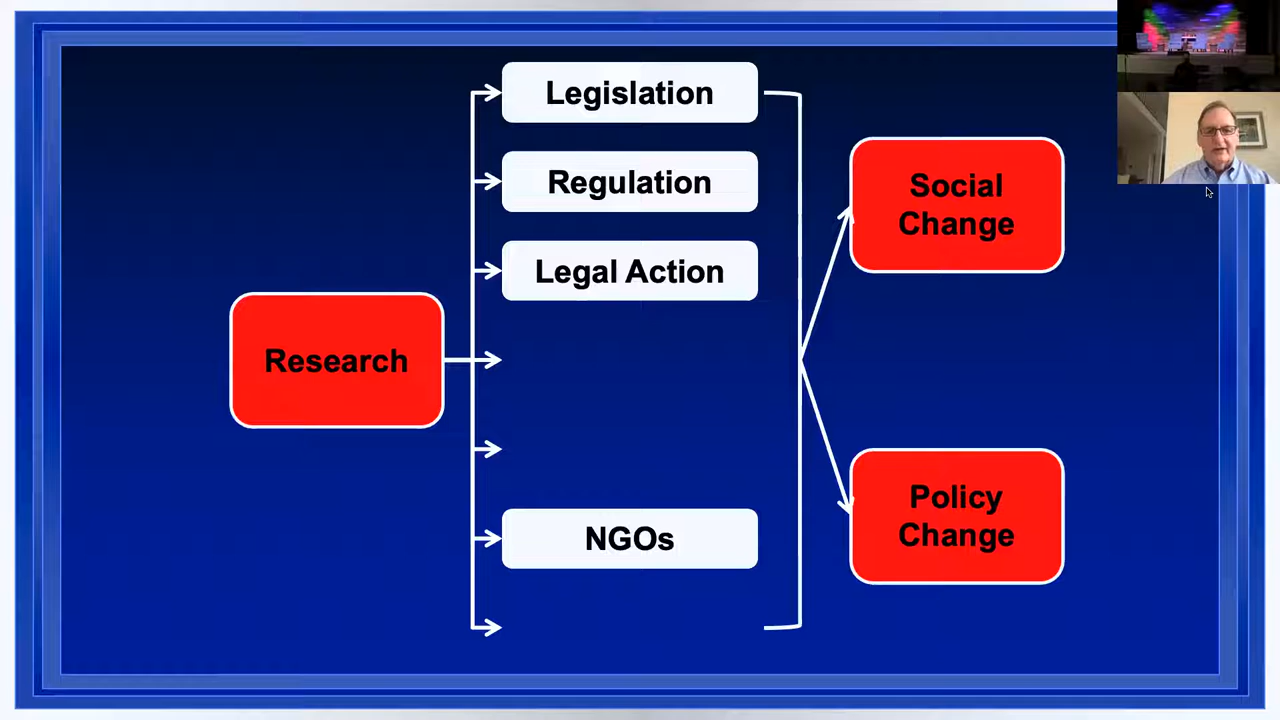 Legislation
Regulation
Legal Action
Research
NGOs
Social
Change
Policy
Change